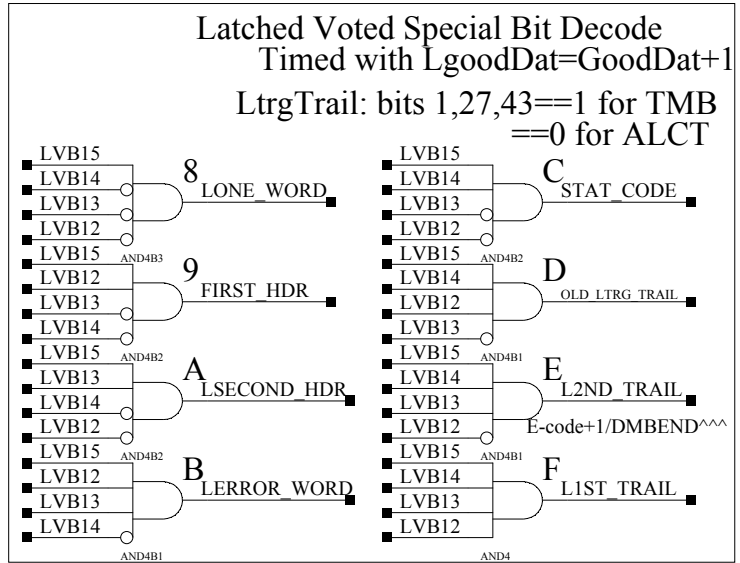 Latched Voted Special Bit Decode
Timed with LgoodDat=GoodDat+1
LtrgTrail: bits 1,27,43==1 for TMB
==0 for ALCT
LVB15
LVB14
LVB13
LVB12
8
LONE_WORD
AND4B3
LVB15
LVB12
LVB13
LVB14
9
FIRST_HDR
AND4B2
LVB15
LVB13
LVB14
LVB12
A
LSECOND_HDR
AND4B2
LVB15
LVB12
LVB13
LVB14
B
LERROR_WORD
AND4B1
LVB15
LVB14
LVB13
LVB12
C
STAT_CODE
AND4B2
LVB15
LVB14
LVB12
LVB13
D
OLD_LTRG_TRAIL
AND4B1
LVB15
LVB14
LVB13
LVB12
E
L2ND_TRAIL
E-code+1/DMBEND^^^
AND4B1
LVB15
LVB14
LVB13
LVB12
F
L1ST_TRAIL
AND4